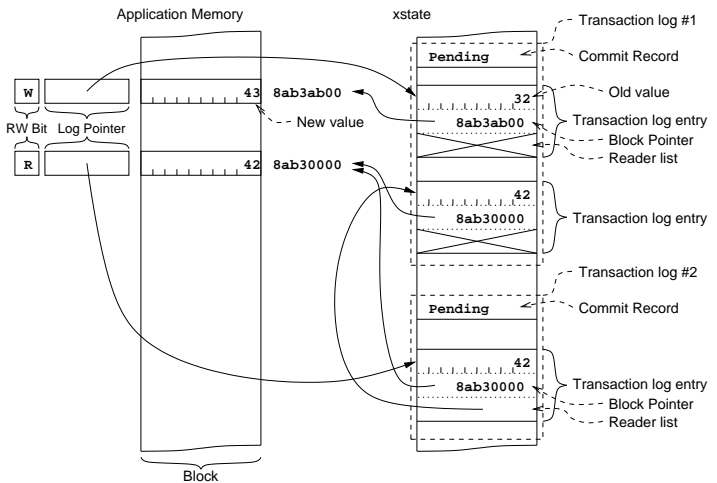 Application Memory
xstate
Transaction log #1
Pending
Commit Record
W
43
8ab3ab00
32
Old value
RW Bit
Log Pointer
New value
8ab3ab00
Transaction log entry
Block Pointer
Reader list
R
42
8ab30000
42
8ab30000
Transaction log entry
Transaction log #2
Pending
Commit Record
42
8ab30000
Transaction log entry
Block Pointer
Reader list
Block